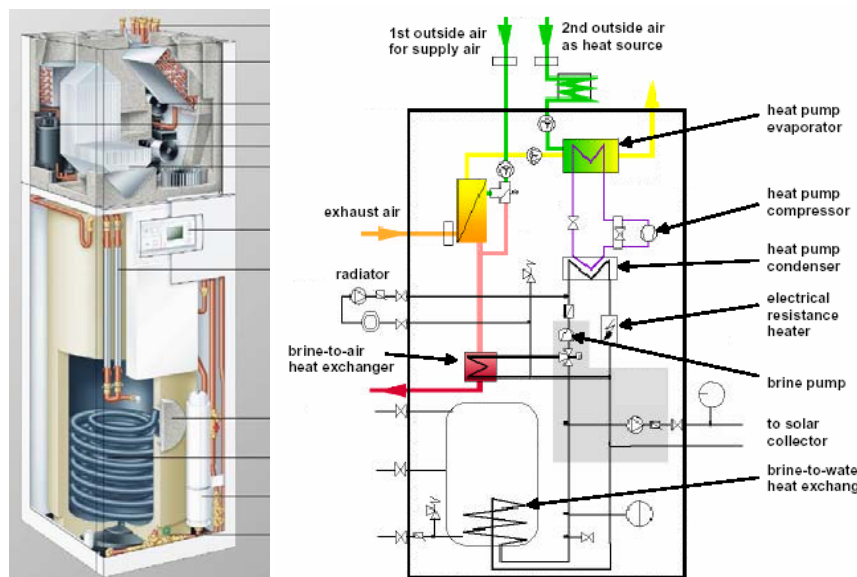 1st outside air
for supply air
2nd outside air
as heat source
heat pump
evaporator
exhaust air
heat pump
compressor
heat pump
condenser
radiator
electrical
resistance
heater
brine-to-air
heat exchanger
brine pump
to solar
collector
brine-to-wate
heat exchang